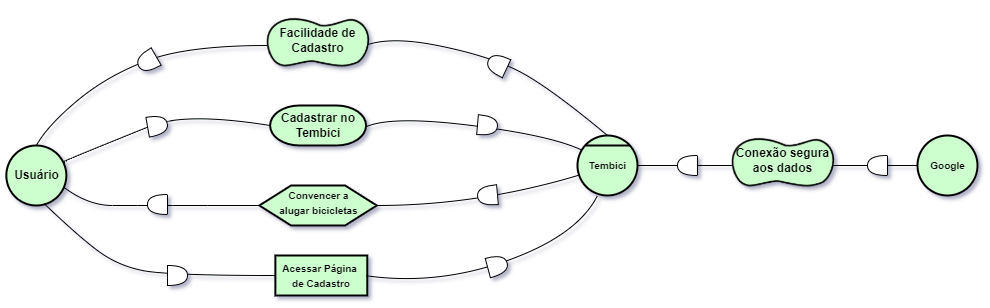 Facilidade de
Cadastro
Cadastrar no
Tembici
Usuário
Convencer a
alugar bicicletas
Acessar Página
de Cadastro
Tembici
Conexão segura
aos dados
Google